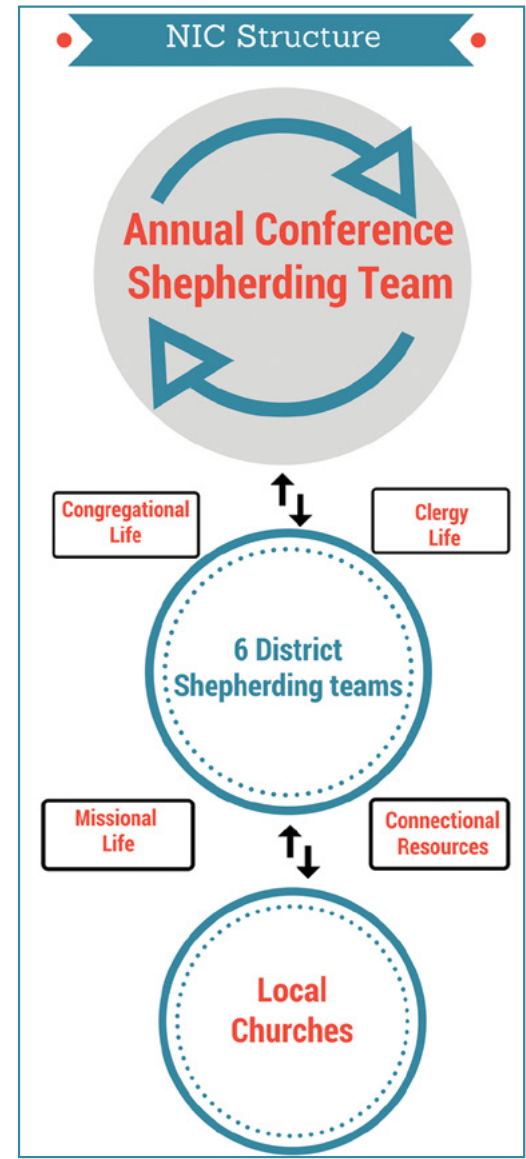 NIC Structure
Annual Conference
Shepherding Team
Congregational
Life
Clergy
Life
6 District
Shepherding teams
Missional
Life
Connectional
Resources
Local
Churches